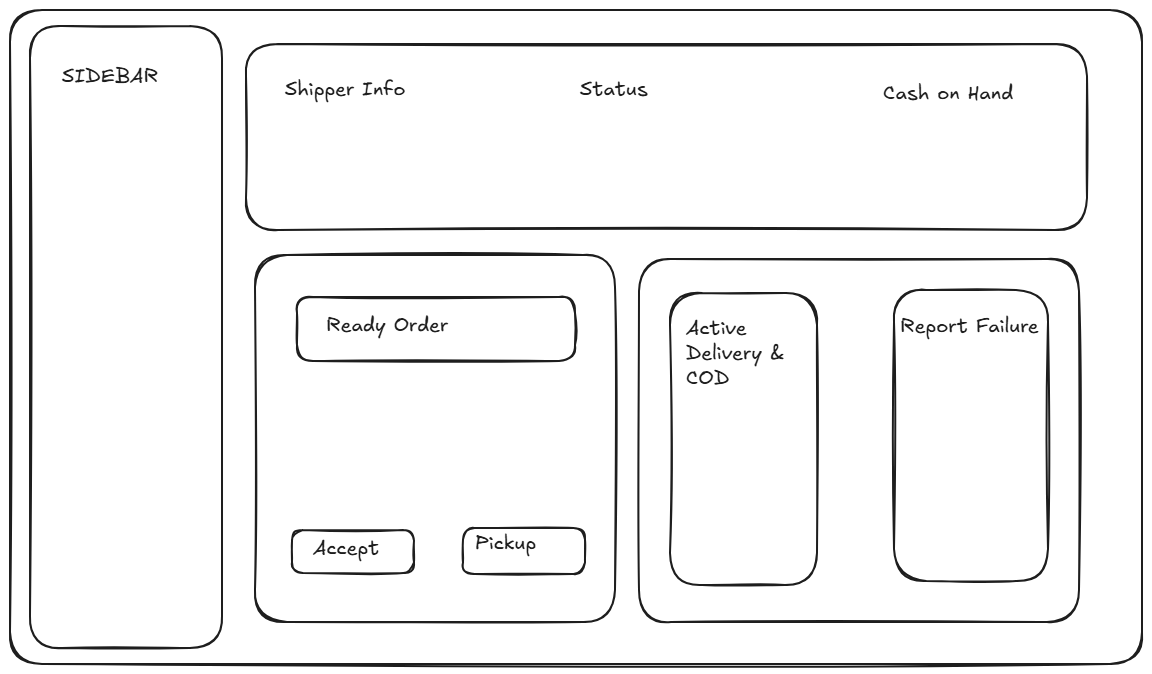 SIDEBAR
Shipper Info
Status
Cash on Hand
Ready Order
Accept
Pickup
Active
Delivery &
COD
Report Failure